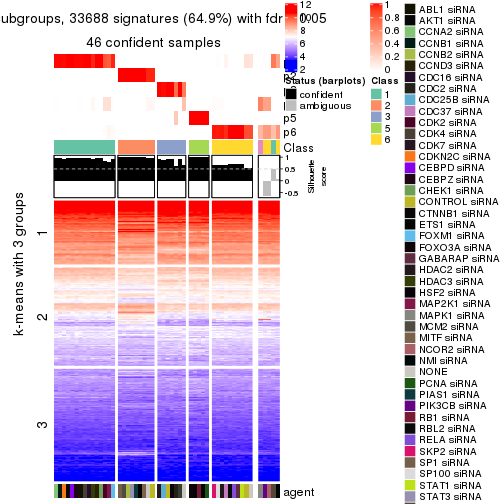 ubgroups, 33688 signatures (64.9%) with fdr 0.05
46 confident samples
p5
p6
Class
1
0.5
0
-0.5
Silhouette
score
k-means with 3 groups
1
2
3
agent
12
10
8
6
4
2
Status (barplots)
confident
ambiguous
1
0.8
0.6
0.4
0.2
0
Class
1
2
3
5
6
ABL1 siRNA
AKT1 siRNA
CCNA2 siRNA
CCNB1 siRNA
CCNB2 siRNA
CCND3 siRNA
CDC16 siRNA
CDC2 siRNA
CDC25B siRNA
CDC37 siRNA
CDK2 siRNA
CDK4 siRNA
CDK7 siRNA
CDKN2C siRNA
CEBPD siRNA
CEBPZ siRNA
CHEK1 siRNA
CONTROL siRNA
CTNNB1 siRNA
ETS1 siRNA
FOXM1 siRNA
FOXO3A siRNA
GABARAP siRNA
HDAC2 siRNA
HDAC3 siRNA
HSF2 siRNA
MAP2K1 siRNA
MAPK1 siRNA
MCM2 siRNA
MITF siRNA
NCOR2 siRNA
NMI siRNA
NONE
PCNA siRNA
PIAS1 siRNA
PIK3CB siRNA
RB1 siRNA
RBL2 siRNA
RELA siRNA
SKP2 siRNA
SP1 siRNA
SP100 siRNA
STAT1 siRNA
STAT3 siRNA